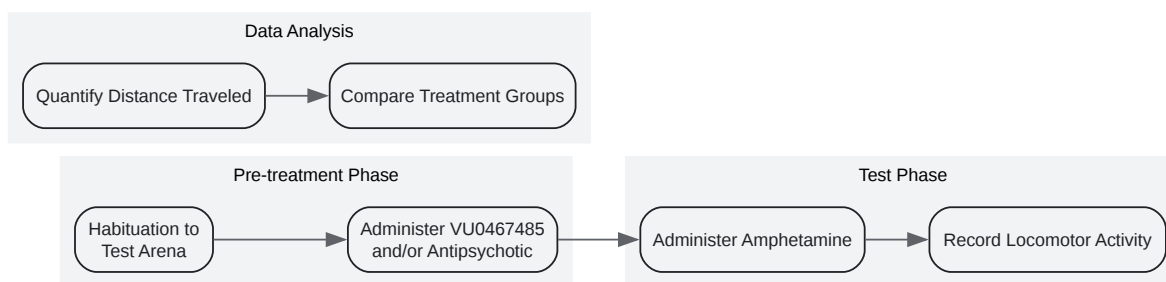 Data Analysis
Quantify Distance Traveled
Compare Treatment Groups
Pre-treatment Phase
Habituation to
Test Arena
Administer VU0467485
and/or Antipsychotic
Test Phase
Administer Amphetamine
Record Locomotor Activity